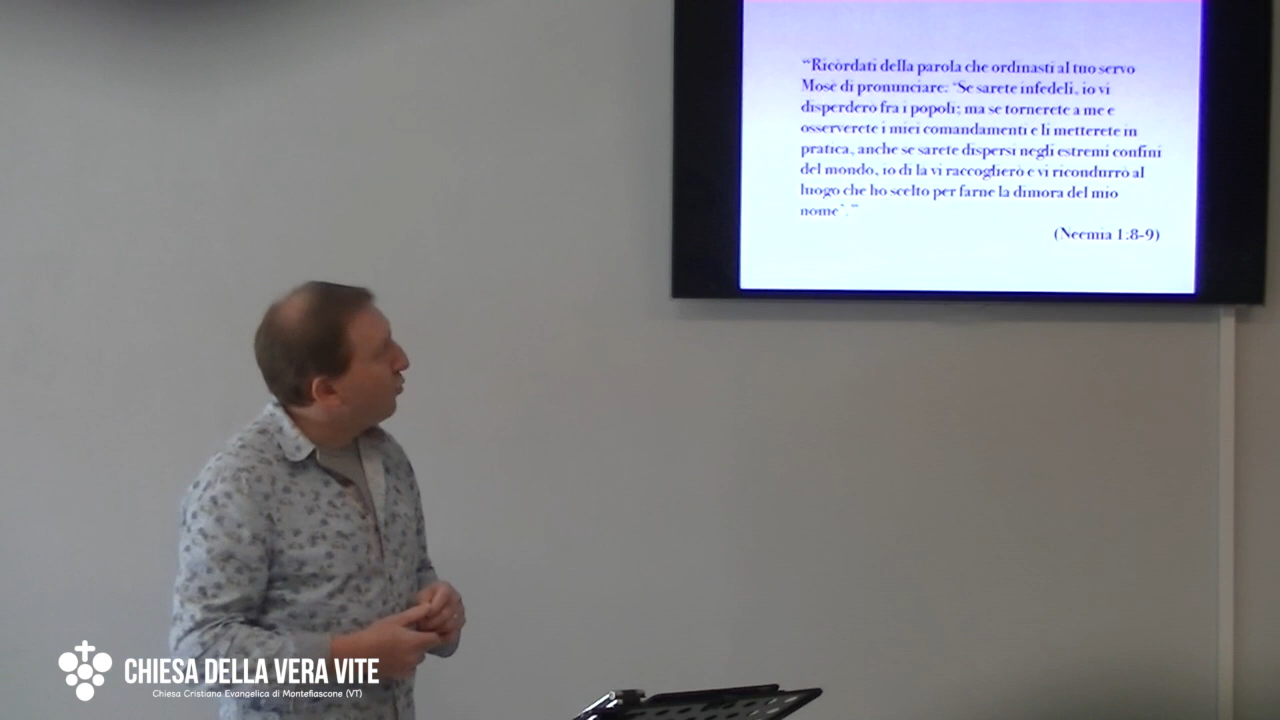 “Ricordati della parola che ordinasti al tuo servo
Mosè di pronunciare: ‘Se sarete infedeli, io vi
disperderò fra i popoli; ma se tornerete a me e
osserverete i miei comandamenti e li metterete in
pratica, anche se sarete dispersi negli estremi confini
del mondo, io di là vi raccoglierò e vi ricondurrò al
luogo che ho scelto per farne la dimora del mio
nome’.”
(Neemia 1:8-9)
CHIESA DELLA VERA VITE
Chiesa Cristiana Evangelica di Montefiascone (VT)